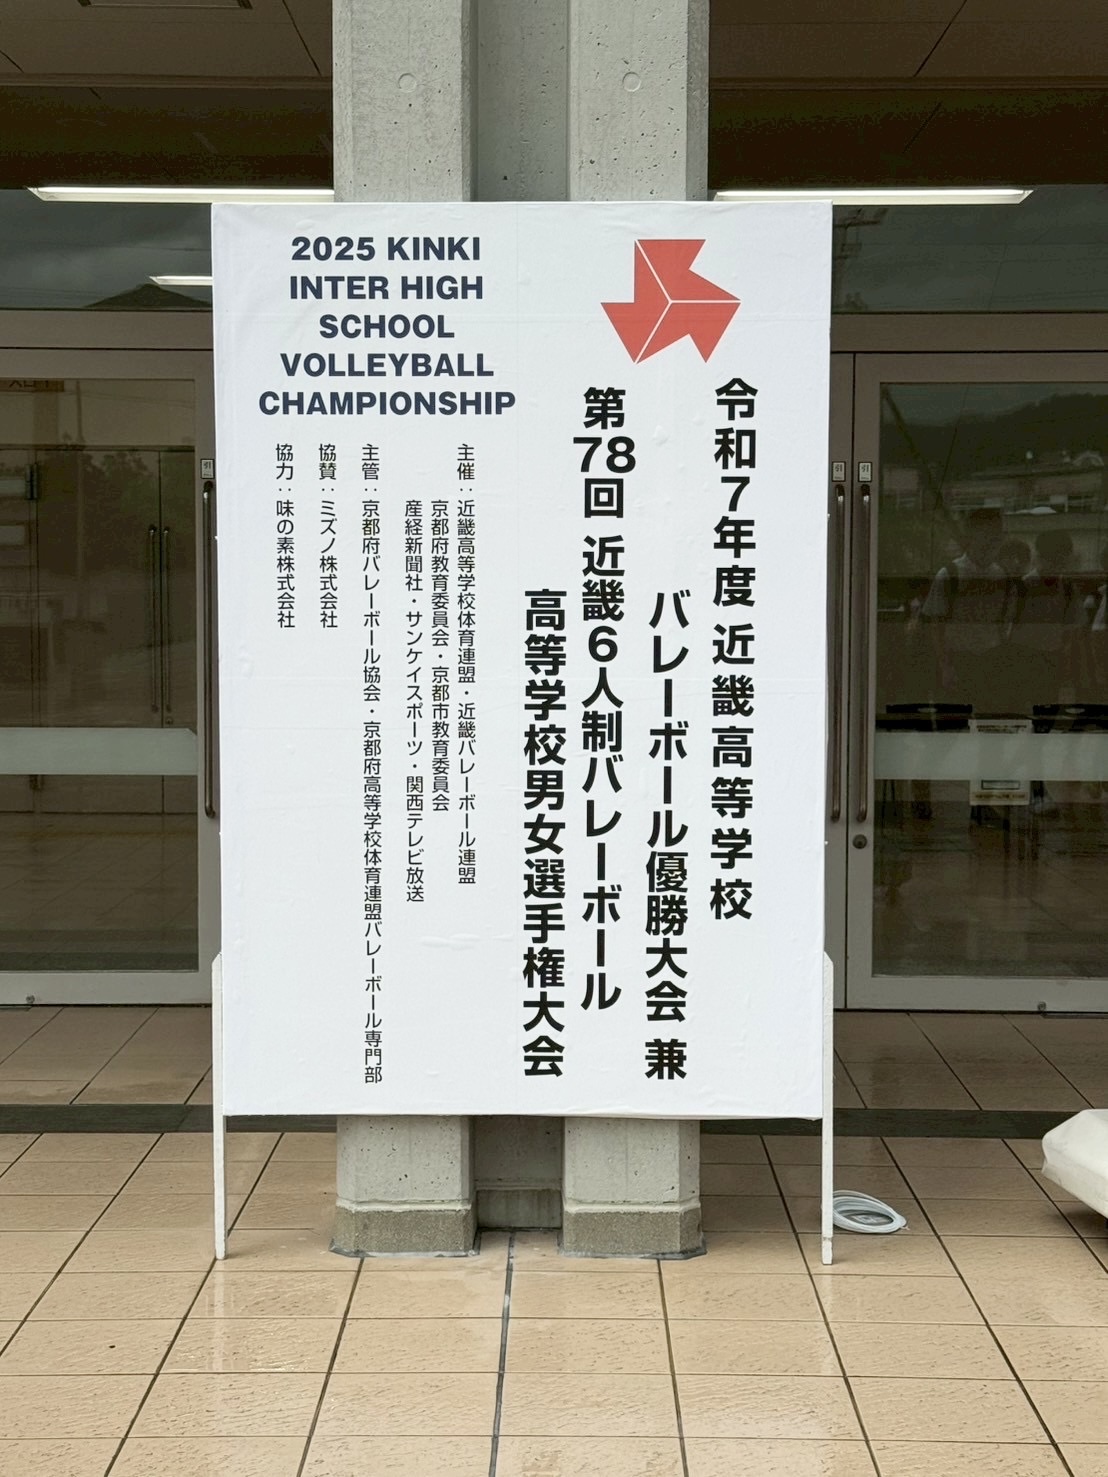 2025 KINKI
INTER HIGH
SCHOOL
VOLLEYBALL
CHAMPIONSHIP
令和7年度 近畿高等学校
バレーボール優勝大会 兼
第78回 近畿6人制バレーボール
高等学校男女選手権大会
主催：近畿高等学校体育連盟・近畿バレーボール連盟
京都府教育委員会・京都市教育委員会
産経新聞社・サンケイスポーツ・関西テレビ放送
主管：京都府バレーボール協会・京都府高等学校体育連盟バレーボール専門部
協賛：ミズノ株式会社
協力：味の素株式会社
引
引
引